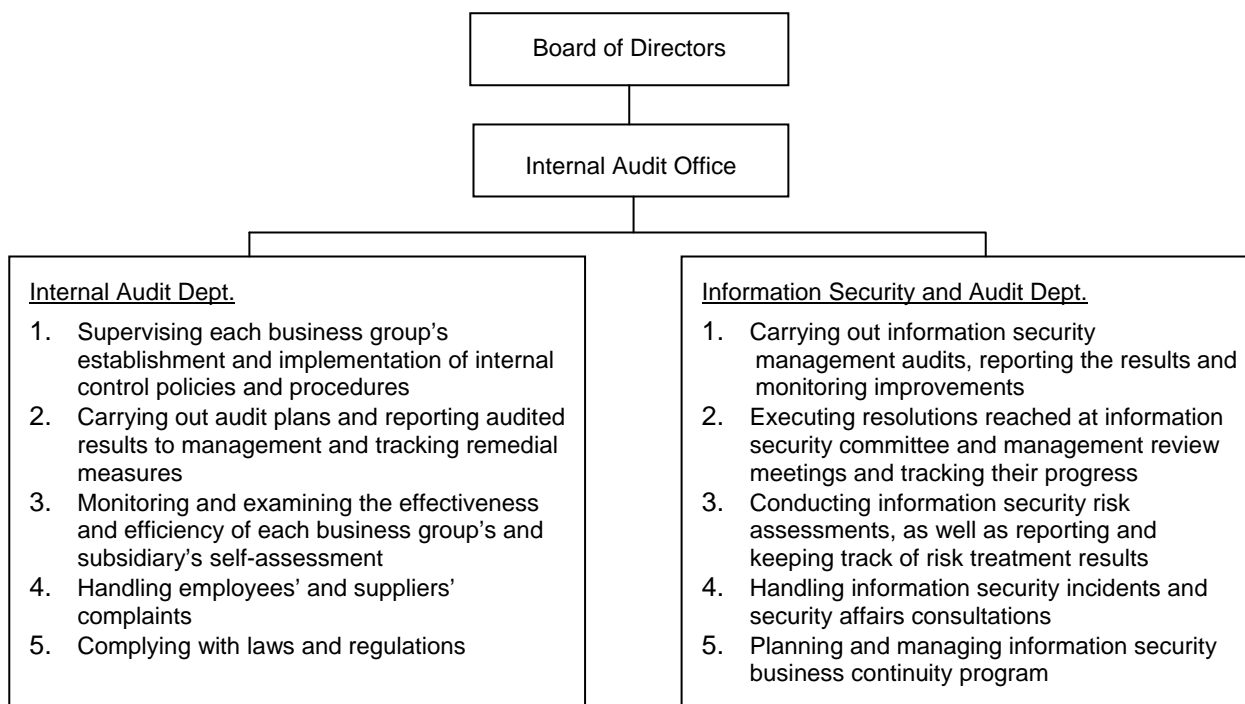 Board of Directors
Internal Audit Office
Internal Audit Dept.
1. Supervising each business group’s
establishment and implementation of internal
control policies and procedures
2. Carrying out audit plans and reporting audited
results to management and tracking remedial
measures
3. Monitoring and examining the effectiveness
and efficiency of each business group’s and
subsidiary’s self-assessment
4. Handling employees’ and suppliers’
complaints
5. Complying with laws and regulations
Information Security and Audit Dept.
1. Carrying out information security
management audits, reporting the results and
monitoring improvements
2. Executing resolutions reached at information
security committee and management review
meetings and tracking their progress
3. Conducting information security risk
assessments, as well as reporting and
keeping track of risk treatment results
4. Handling information security incidents and
security affairs consultations
5. Planning and managing information security
business continuity program